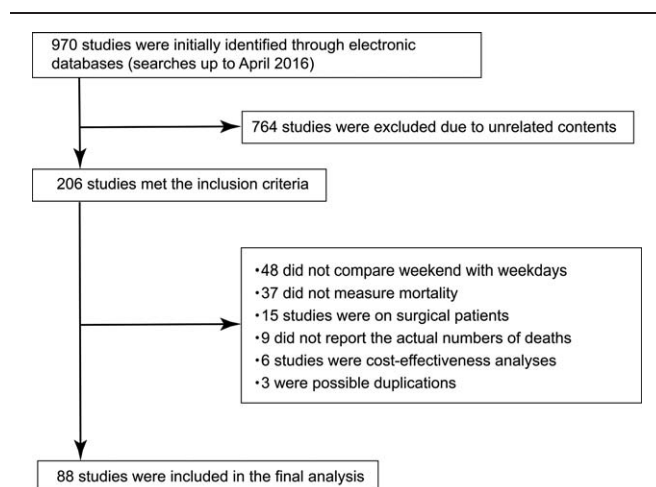 970 studies were initially identified through electronic
databases (searches up to April 2016)
764 studies were excluded due to unrelated contents
206 studies met the inclusion criteria
•48 did not compare weekend with weekdays
•37 did not measure mortality
•15 studies were on surgical patients
•9 did not report the actual numbers of deaths
•6 studies were cost-effectiveness analyses
•3 were possible duplications
88 studies were included in the final analysis